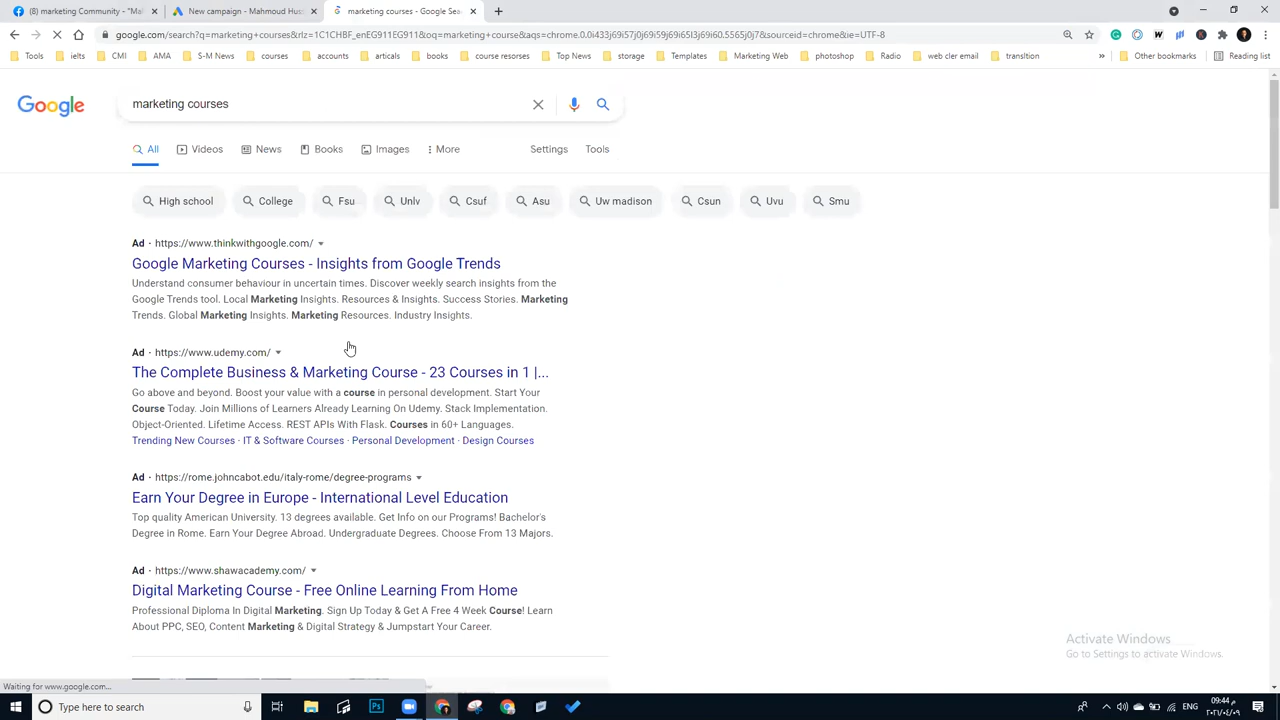 (8) marketing Community - "Mar
New campaign - Mahmoud Hus
marketing courses - Google Sea
google.com/search?q=marketing+courses&rlz=1C1CHBF_enEG911EG911&oq=marketing+course&aqs=chrome.0.0i433j69i57j0j69i59j69i65l3j69i60.5565j0j7&sourceid=chrome&ie=UTF-8
Tools ielts CMI AMA S-M News courses accounts articals books course resorses To News storage Templates Marketing Web photoshop Radio web cler email transltion » Other bookmarks Reading list
Google
marketing courses
All Videos News Books Images More Settings Tools
High school College Fsu Unlv Csuf Asu Uw madison Csun Uvu Smu
Ad · https://www.thinkwithgoogle.com/
Google Marketing Courses - Insights from Google Trends
Understand consumer behaviour in uncertain times. Discover weekly search insights from the
Google Trends tool. Local Marketing Insights. Resources & Insights. Success Stories. Marketing
Trends. Global Marketing Insights. Marketing Resources. Industry Insights.
Ad · https://www.udemy.com/
The Complete Business & Marketing Course - 23 Courses in 1 |...
Go above and beyond. Boost your value with a course in personal development. Start Your
Course Today. Join Millions of Learners Already Learning On Udemy. Stack Implementation.
Object-Oriented. Lifetime Access. REST APIs With Flask. Courses in 60+ Languages.
Trending New Courses · IT & Software Courses · Personal Development · Design Courses
Ad · https://rome.johncabot.edu/italy-rome/degree-programs
Earn Your Degree in Europe - International Level Education
Top quality American University. 13 degrees available. Get Info on our Programs! Bachelor's
Degree in Rome. Earn Your Degree Abroad. Undergraduate Degrees. Choose From 13 Majors.
Ad · https://www.shawacademy.com/
Digital Marketing Course - Free Online Learning From Home
Professional Diploma In Digital Marketing. Sign Up Today & Get A Free 4 Week Course! Learn
About PPC, SEO, Content Marketing & Digital Strategy & Jumpstart Your Career.
Activate Windows
Go to Settings to activate Windows.
Waiting for www.google.com...
Type here to search
Ps
ENG
09:44 م
٢٠٢١/٠٤/٠٩